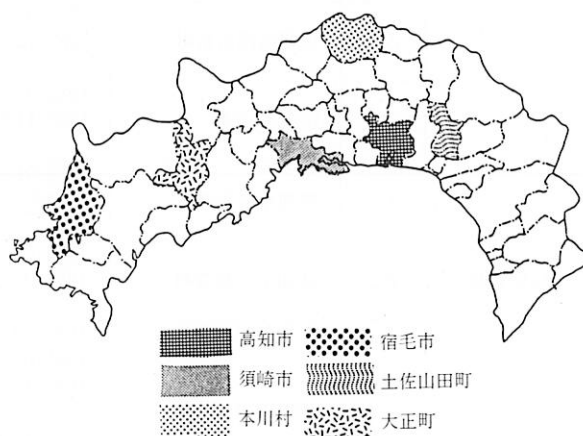 高知市
宿毛市
須崎市
土佐山田町
本川村
大正町